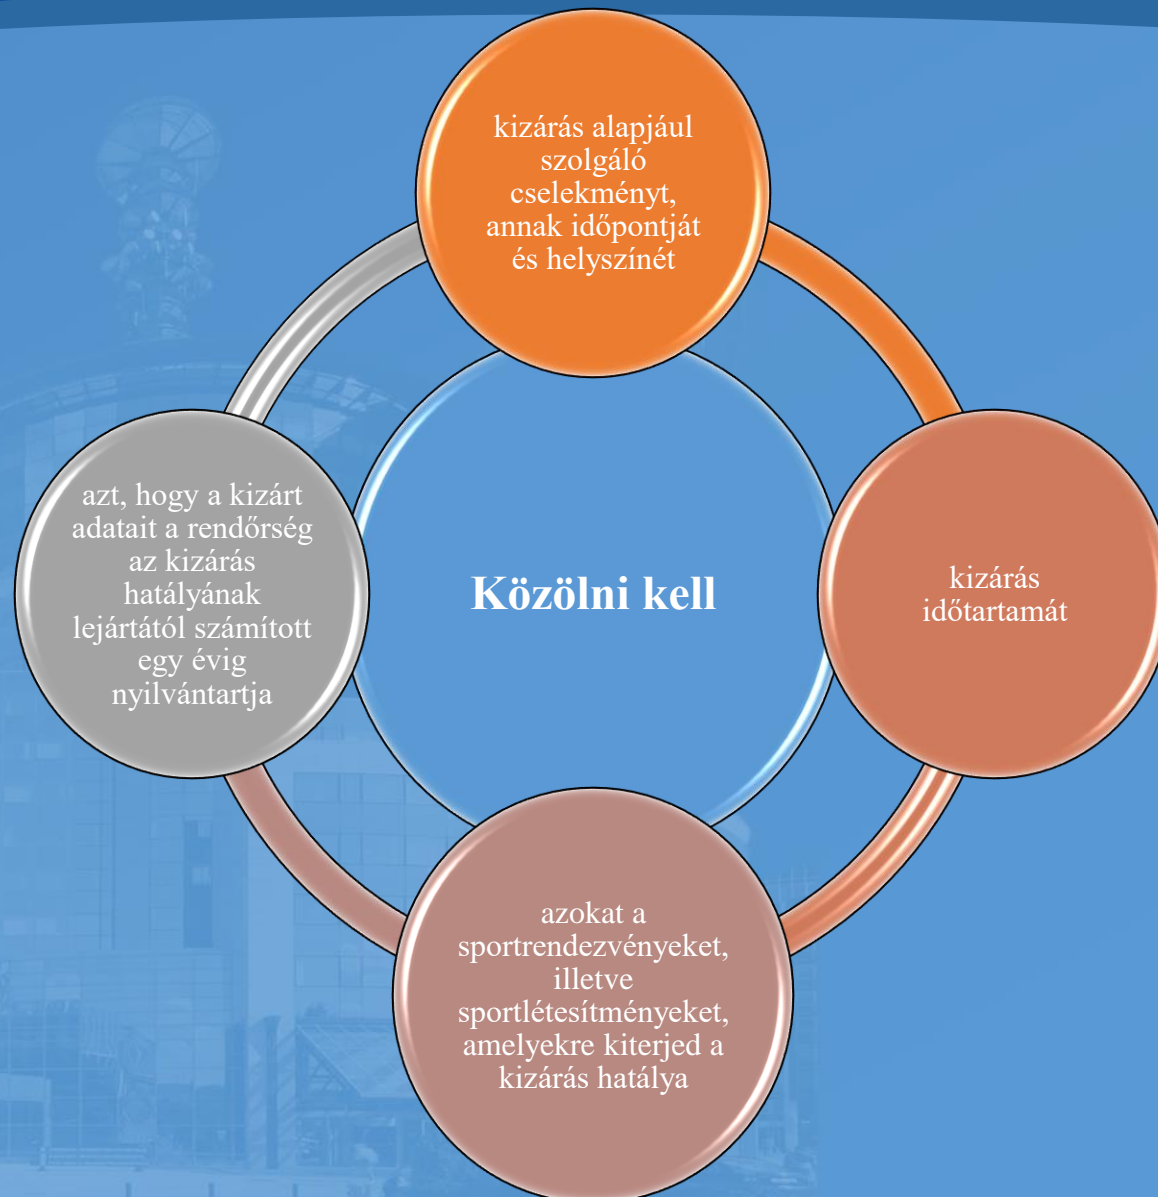 kizárás alapjául
szolgáló
cselekményt,
annak időpontját
és helyszínét
kizárás
időtartamát
azokat a
sportrendezvényeket,
illetve
sportlétesítményeket,
amelyekre kiterjed a
kizárás hatálya
azt, hogy a kizárt
adatait a rendőrség
az kizárás
hatályának
lejártától számított
egy évig
nyilvántartja
Közölni kell